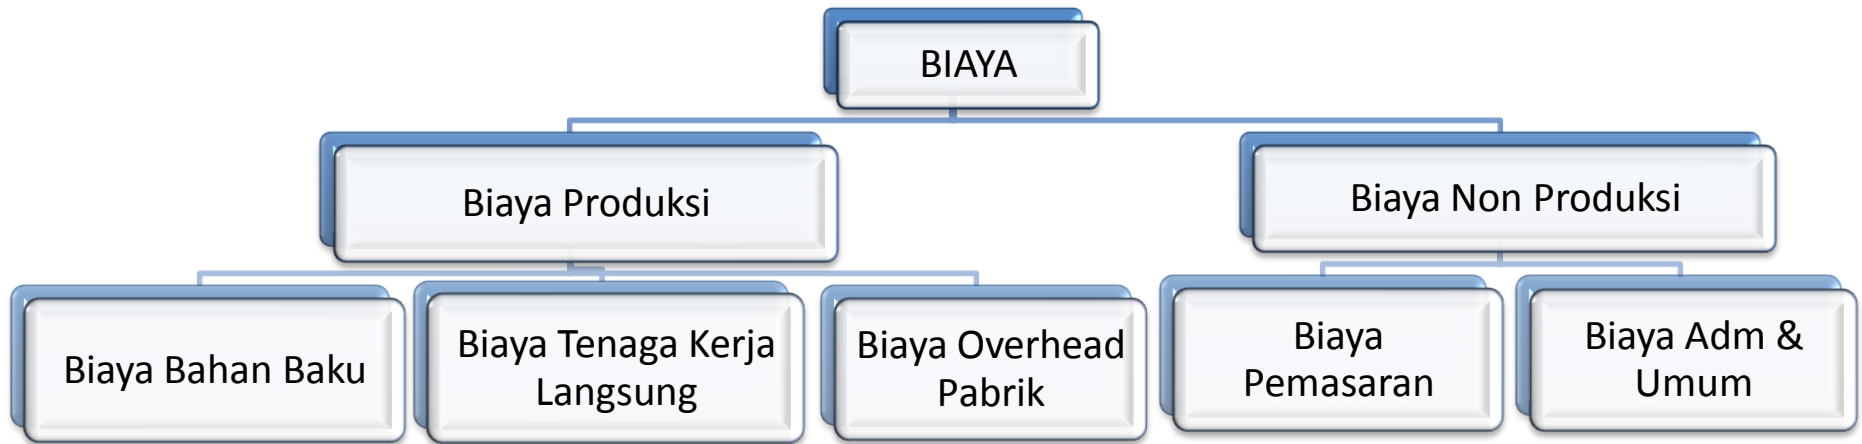 BIAYA
Biaya Produksi
Biaya Non Produksi
Biaya Bahan Baku
Biaya Tenaga Kerja
Langsung
Biaya Overhead
Pabrik
Biaya
Pemasaran
Biaya Adm &
Umum